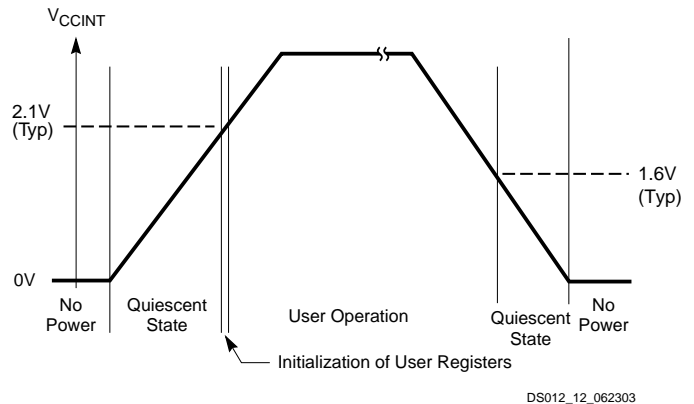 VCCINT
2.1V
(Typ)
1.6V
(Typ)
0V
No
Power
Quiescent
State
User Operation
Quiescent
State
No
Power
Initialization of User Registers
DS012_12_062303